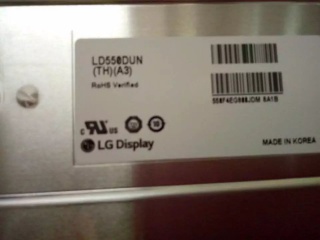 LD550DUN
(TH)(A3)
RoHS Verified
LG Display
MADE IN KOREA